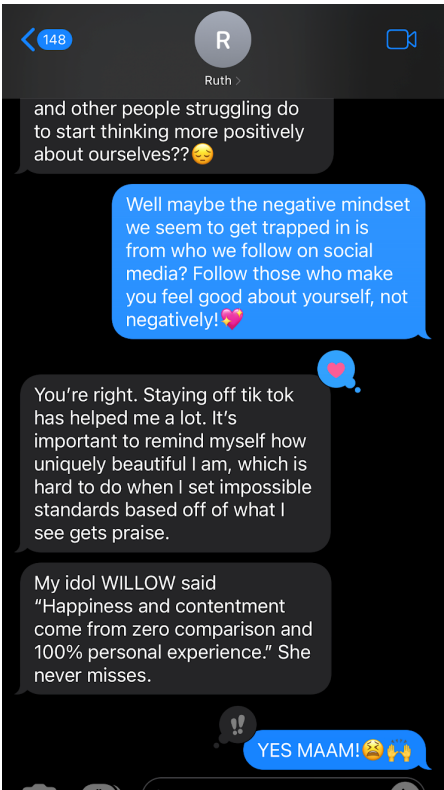 148
R
Ruth
and other people struggling do
to start thinking more positively
about ourselves??😔
Well maybe the negative mindset
we seem to get trapped in is
from who we follow on social
media? Follow those who make
you feel good about yourself, not
negatively!💖
You’re right. Staying off tik tok
has helped me a lot. It’s
important to remind myself how
uniquely beautiful I am, which is
hard to do when I set impossible
standards based off of what I
see gets praise.
My idol WILLOW said
“Happiness and contentment
come from zero comparison and
100% personal experience.” She
never misses.
!!
YES MAAM!😫🙌